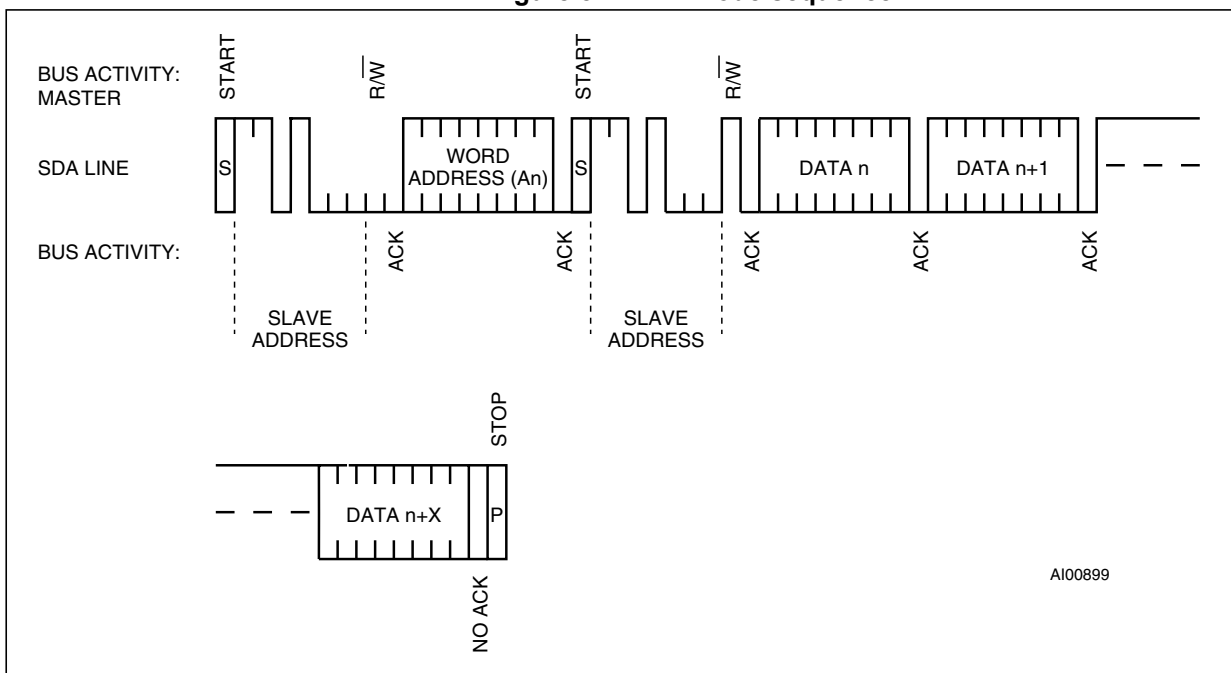 START
R/W
START
R/W
BUS ACTIVITY:
MASTER
SDA LINE
S
WORD
ADDRESS (An)
S
DATA n
DATA n+1
BUS ACTIVITY:
ACK
ACK
ACK
ACK
ACK
SLAVE
ADDRESS
SLAVE
ADDRESS
STOP
DATA n+X
P
NO ACK
AI00899